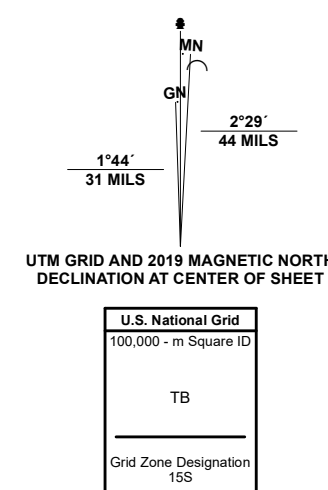 MN
GN
2°29´
44 MILS
1°44´
31 MILS
UTM GRID AND 2019 MAGNETIC NORTH
DECLINATION AT CENTER OF SHEET
U.S. National Grid
100,000 - m Square ID
TB
Grid Zone Designation
15S